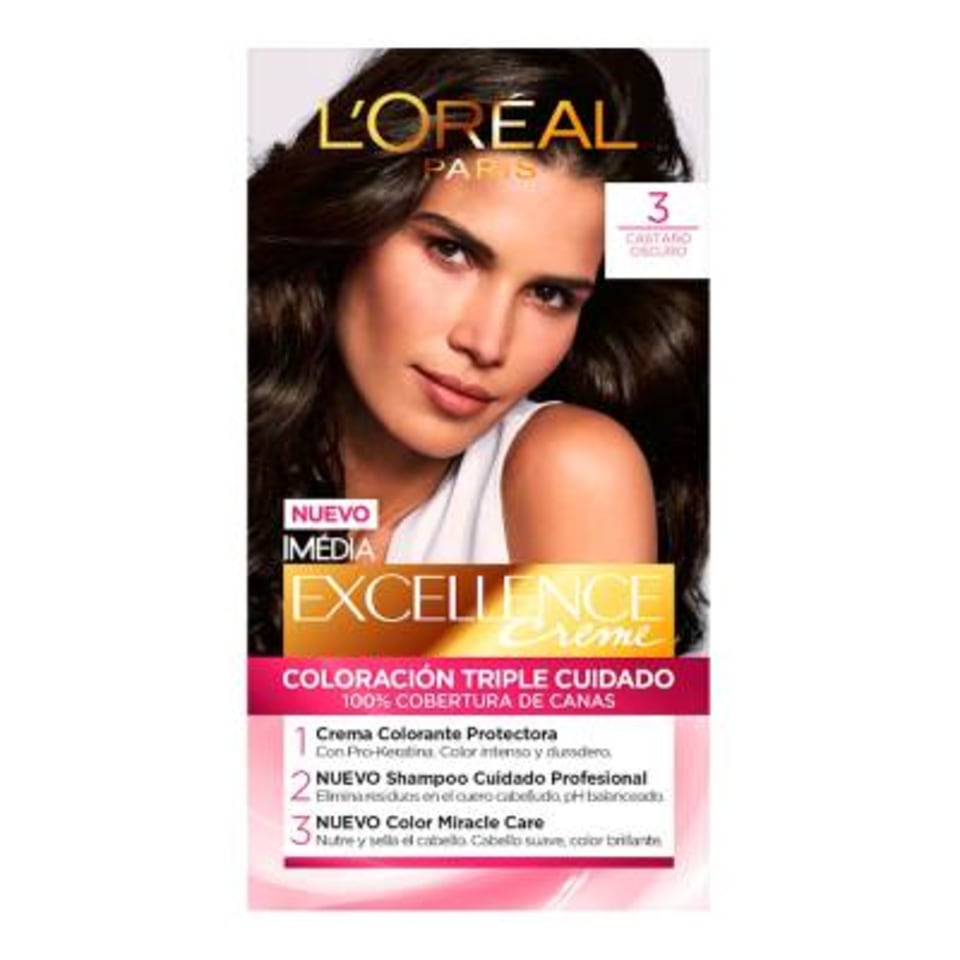 L'ORÉAL
PARIS
3
CASTAÑO
OSCURO
NUEVO
IMÉDIA
EXCELLENCE
Creme
COLORACIÓN TRIPLE CUIDADO
100% COBERTURA DE CANAS
1 Crema Colorante Protectora
Con Pro-Keratina. Color intenso y duradero.
2 NUEVO Shampoo Cuidado Profesional
Elimina residuos en el cuero cabelludo, pH balanceado.
3 NUEVO Color Miracle Care
Nutre y sella el cabello. Cabello suave, color brillante.